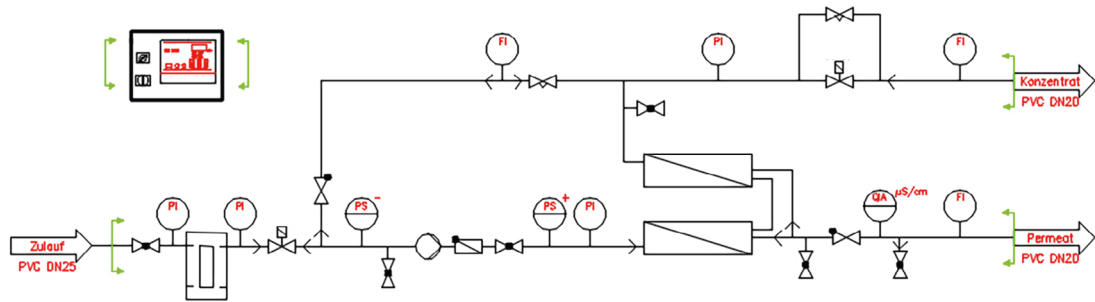 FI
PI
FI
Konzentrat
PVC DN20
PI
PI
PS -
PS +
PI
QIA µS/cm
FI
Zulauf
PVC DN25
Permeat
PVC DN20